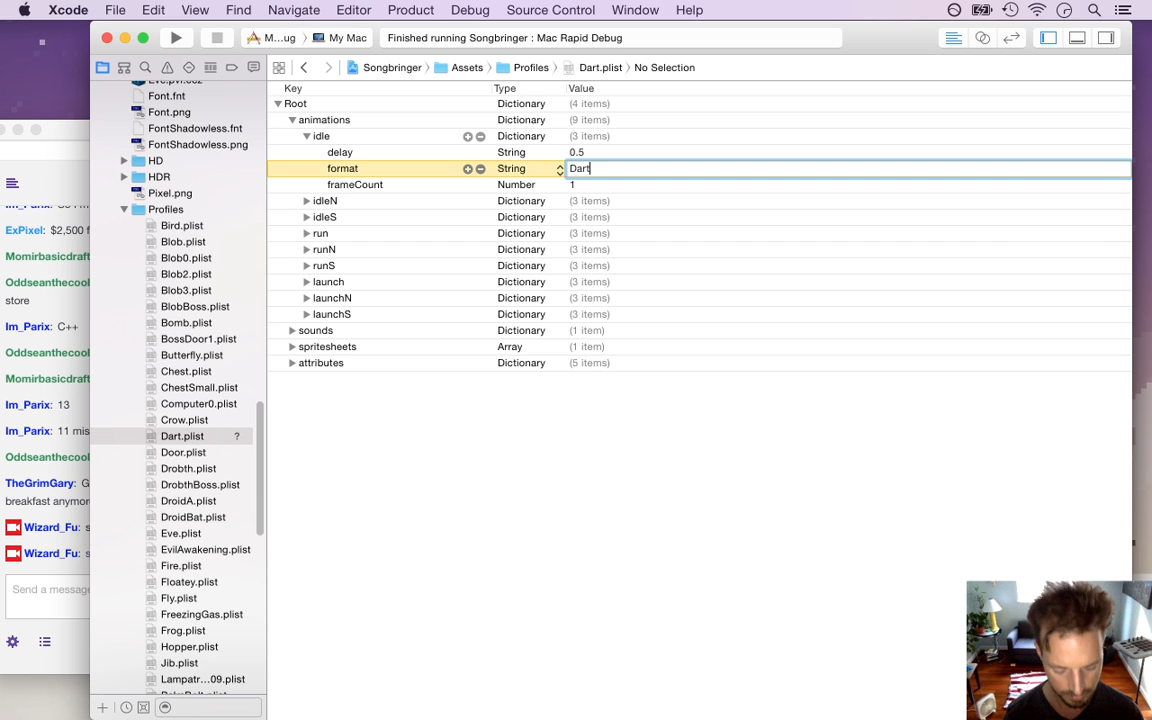 Xcode File Edit View Find Navigate Editor Product Debug Source Control Window Help
M...ug My Mac Finished running Songbringer : Mac Rapid Debug
Songbringer Assets Profiles Dart.plist No Selection
Key Type Value
Root Dictionary (4 items)
animations Dictionary (9 items)
idle Dictionary (3 items)
delay String 0.5
format String Dart
frameCount Number 1
idleN Dictionary (3 items)
idleS Dictionary (3 items)
run Dictionary (3 items)
runN Dictionary (3 items)
runS Dictionary (3 items)
launch Dictionary (3 items)
launchN Dictionary (3 items)
launchS Dictionary (3 items)
sounds Dictionary (1 item)
spritesheets Array (1 item)
attributes Dictionary (5 items)
Font.fnt
Font.png
FontShadowless.fnt
FontShadowless.png
HD
HDR
Pixel.png
Profiles
Bird.plist
Blob.plist
Blob0.plist
Blob2.plist
Blob3.plist
BlobBoss.plist
Bomb.plist
BossDoor1.plist
Butterfly.plist
Chest.plist
ChestSmall.plist
Computer0.plist
Crow.plist
Dart.plist ?
Door.plist
Drobth.plist
DrobthBoss.plist
DroidA.plist
DroidBat.plist
Eve.plist
EvilAwakening.plist
Fire.plist
Floatey.plist
Fly.plist
FreezingGas.plist
Frog.plist
Hopper.plist
Jib.plist
Lampatr...09.plist
ExPixel: $2,500 f
Momirbasicdraft
Oddseanthecool
store
Im_Parix: C++
Oddseanthecool
Momirbasicdraft
Im_Parix: 13
Im_Parix: 11 mis
Oddseanthecool
TheGrimGary: G
breakfast anymor
Wizard_Fu: s
Wizard_Fu: s
Send a message